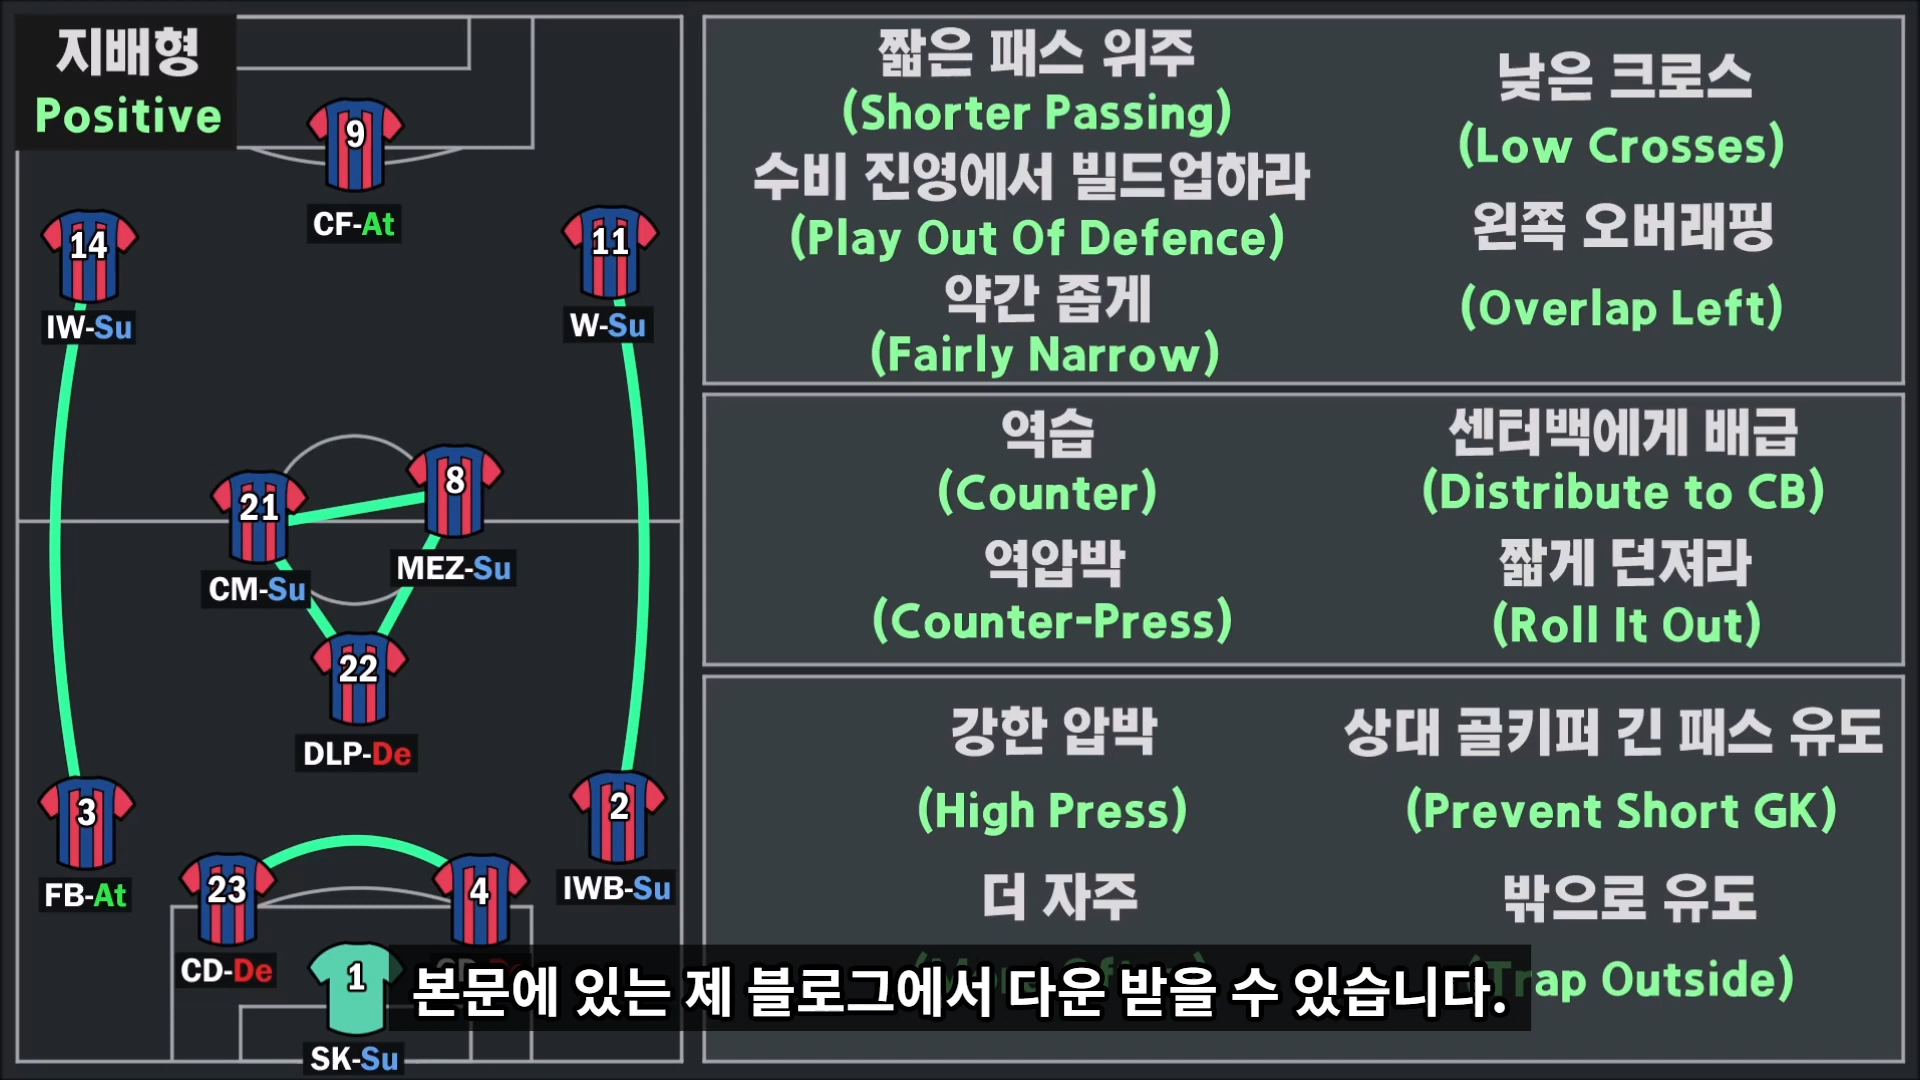 지배형
Positive
9
CF-At
14
IW-Su
11
W-Su
21
CM-Su
8
MEZ-Su
22
DLP-De
3
FB-At
2
IWB-Su
23
CD-De
4
1
SK-Su
짧은 패스 위주
(Shorter Passing)
수비 진영에서 빌드업하라
(Play Out Of Defence)
약간 좁게
(Fairly Narrow)
낮은 크로스
(Low Crosses)
왼쪽 오버래핑
(Overlap Left)
역습
(Counter)
역압박
(Counter-Press)
센터백에게 배급
(Distribute to CB)
짧게 던져라
(Roll It Out)
강한 압박
(High Press)
더 자주
상대 골키퍼 긴 패스 유도
(Prevent Short GK)
밖으로 유도
Trap Outside)
본문에 있는 제 블로그에서 다운 받을 수 있습니다.